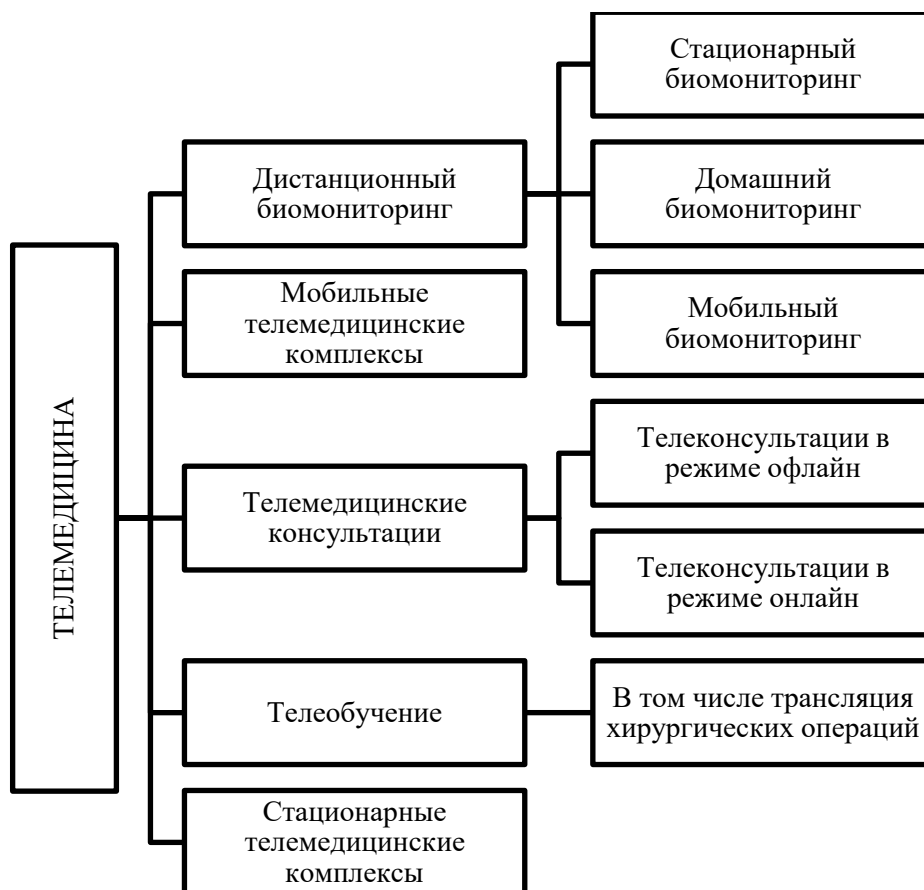 ТЕЛЕМЕДИЦИНА
Дистанционный
биомониторинг
Стационарный
биомониторинг
Домашний
биомониторинг
Мобильный
биомониторинг
Мобильные
телемедицинские
комплексы
Телемедицинские
консультации
Телеконсультации в
режиме офлайн
Телеконсультации в
режиме онлайн
Телеобучение
В том числе трансляция
хирургических операций
Стационарные
телемедицинские
комплексы